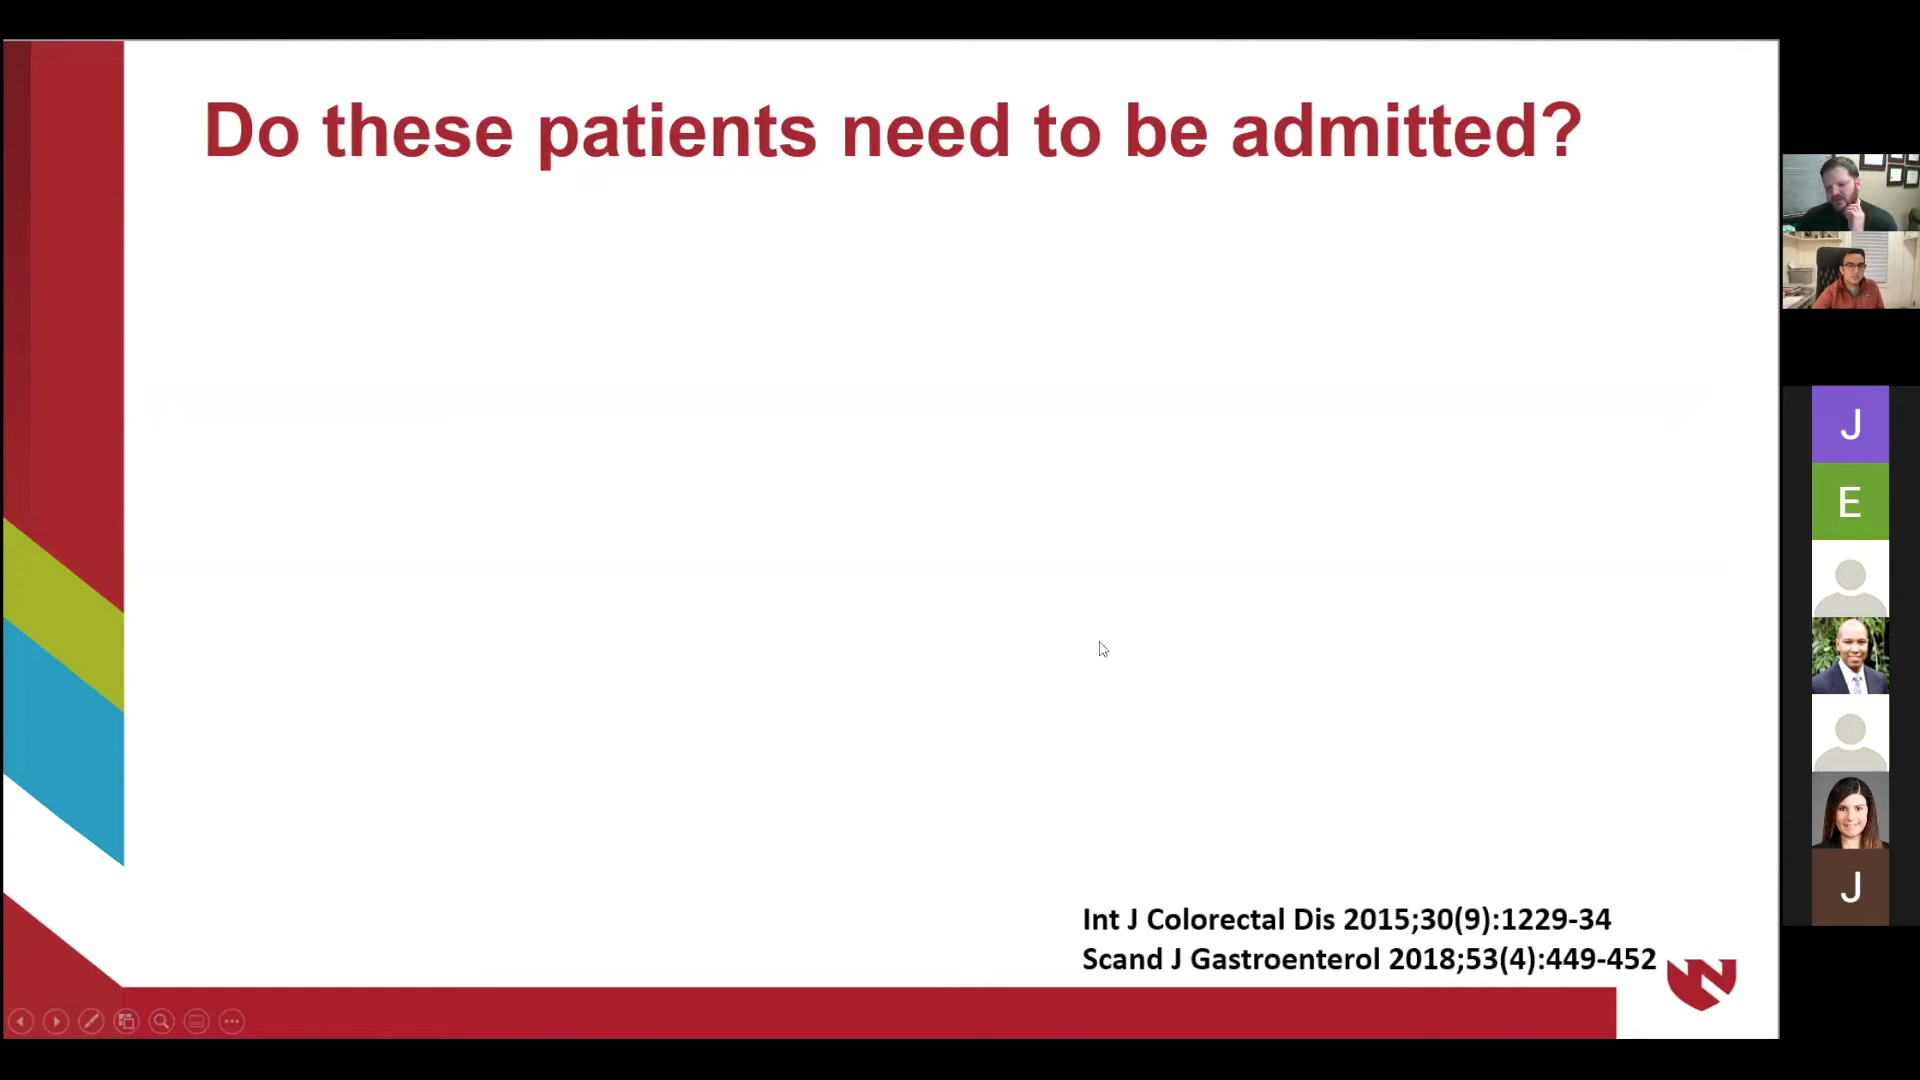 Do these patients need to be admitted?
Int J Colorectal Dis 2015;30(9):1229-34
Scand J Gastroenterol 2018;53(4):449-452
N
J
E
J